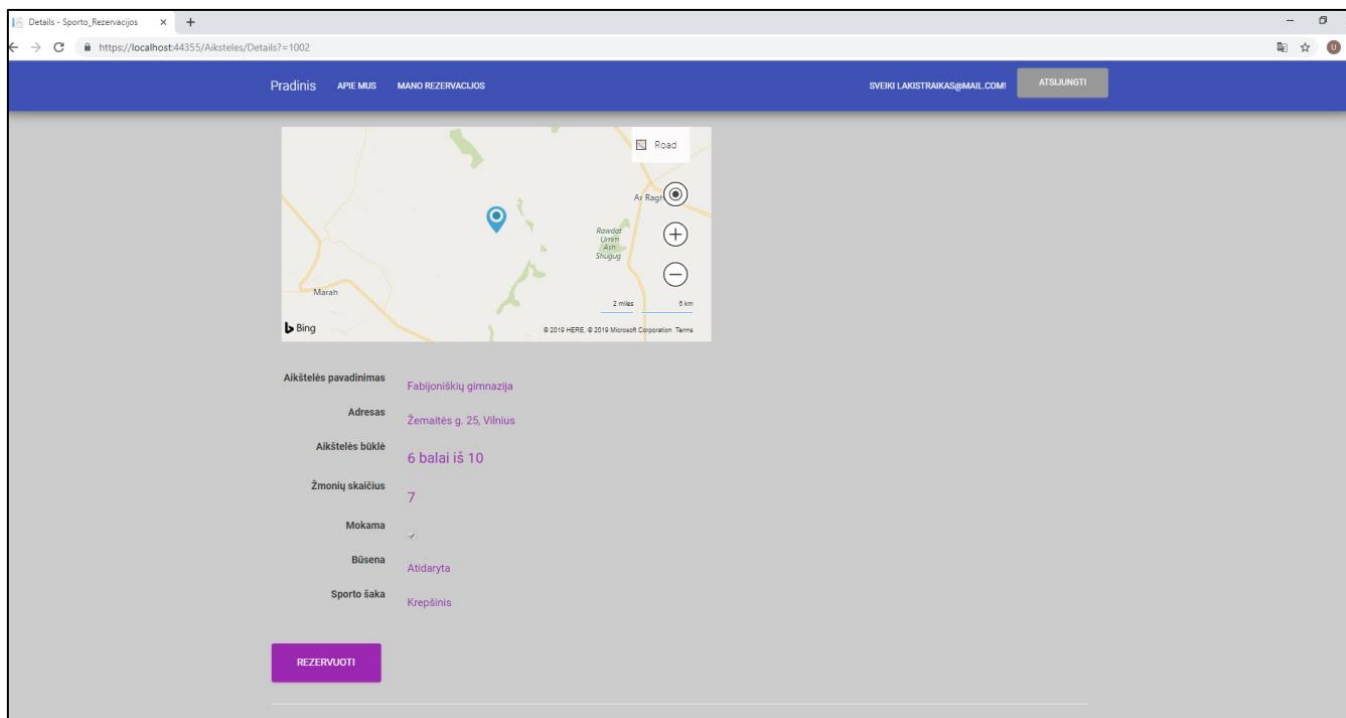 Details - Sporto_Rezervacijos
https://localhost:44355/Aiksteles/Details?=1002
U
Pradinis APIE MUS MANO REZERVACIJOS SVEIKI LAKISTRAIKAS@MAIL.COM! ATSIJUNGTI
Road
Ar Ragh
Rawdat
Umm
Ash
Shugug
Marah
2 miles 5 km
Bing
© 2019 HERE, © 2019 Microsoft Corporation Terms
Aikštelės pavadinimas Fabijoniškių gimnazija
Adresas Žemaitės g. 25, Vilnius
Aikštelės būklė 6 balai iš 10
Žmonių skaičius 7
Mokama
Būsena Atidaryta
Sporto šaka Krepšinis
REZERVUOTI